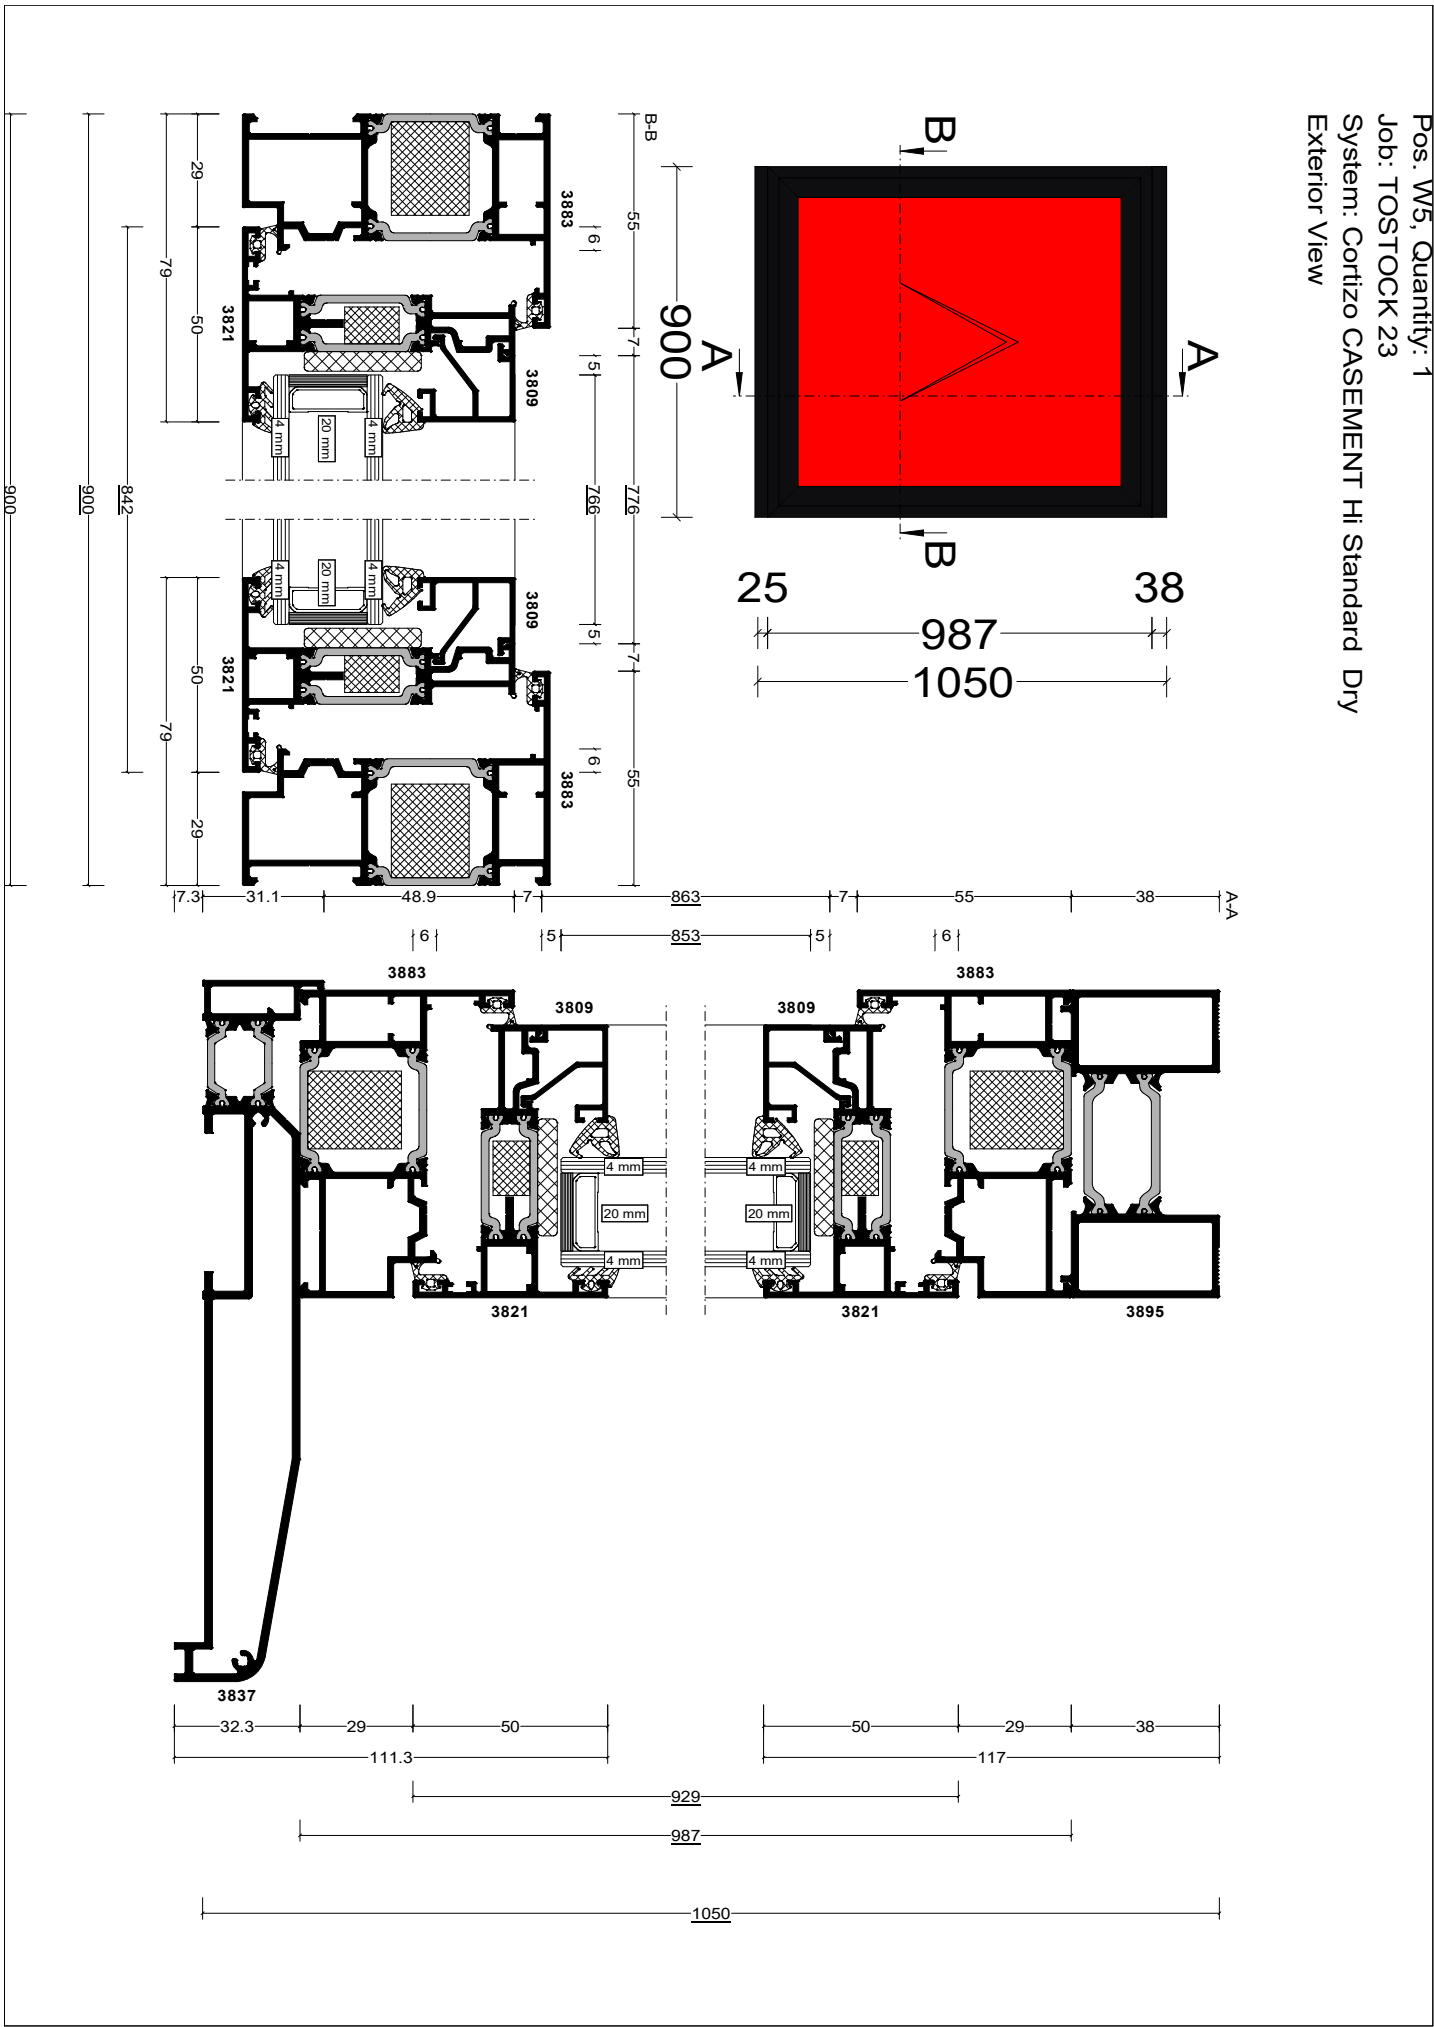 Pos. W5, Quantity: 1
Job: TOSTOCK 23
System: Cortizo CASEMENT Hi Standard Dry
Exterior View
A
A
B
B
900
25
38
987
1050
B-B
55
7
776
7
55
6
5
766
5
6
3883
3809
3809
3883
3821
3821
4 mm
20 mm
4 mm
4 mm
20 mm
4 mm
29
50
50
29
79
79
842
900
900
A-A
7.3
31.1
48.9
7
863
7
55
38
6
5
853
5
6
3883
3883
3809
3809
4 mm
4 mm
20 mm
20 mm
4 mm
4 mm
3821
3821
3895
3837
32.3
29
50
50
29
38
111.3
117
929
987
1050